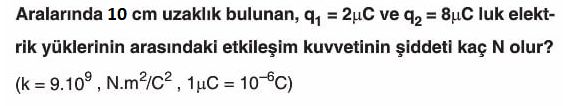 Aralarında 10 cm uzaklık bulunan, q₁ = 2µC ve q₂ = 8µC luk elekt-
rik yüklerinin arasındaki etkileşim kuvvetinin şiddeti kaç N olur?
(k = 9.10⁹ , N.m²/C² , 1µC = 10⁻⁶C)